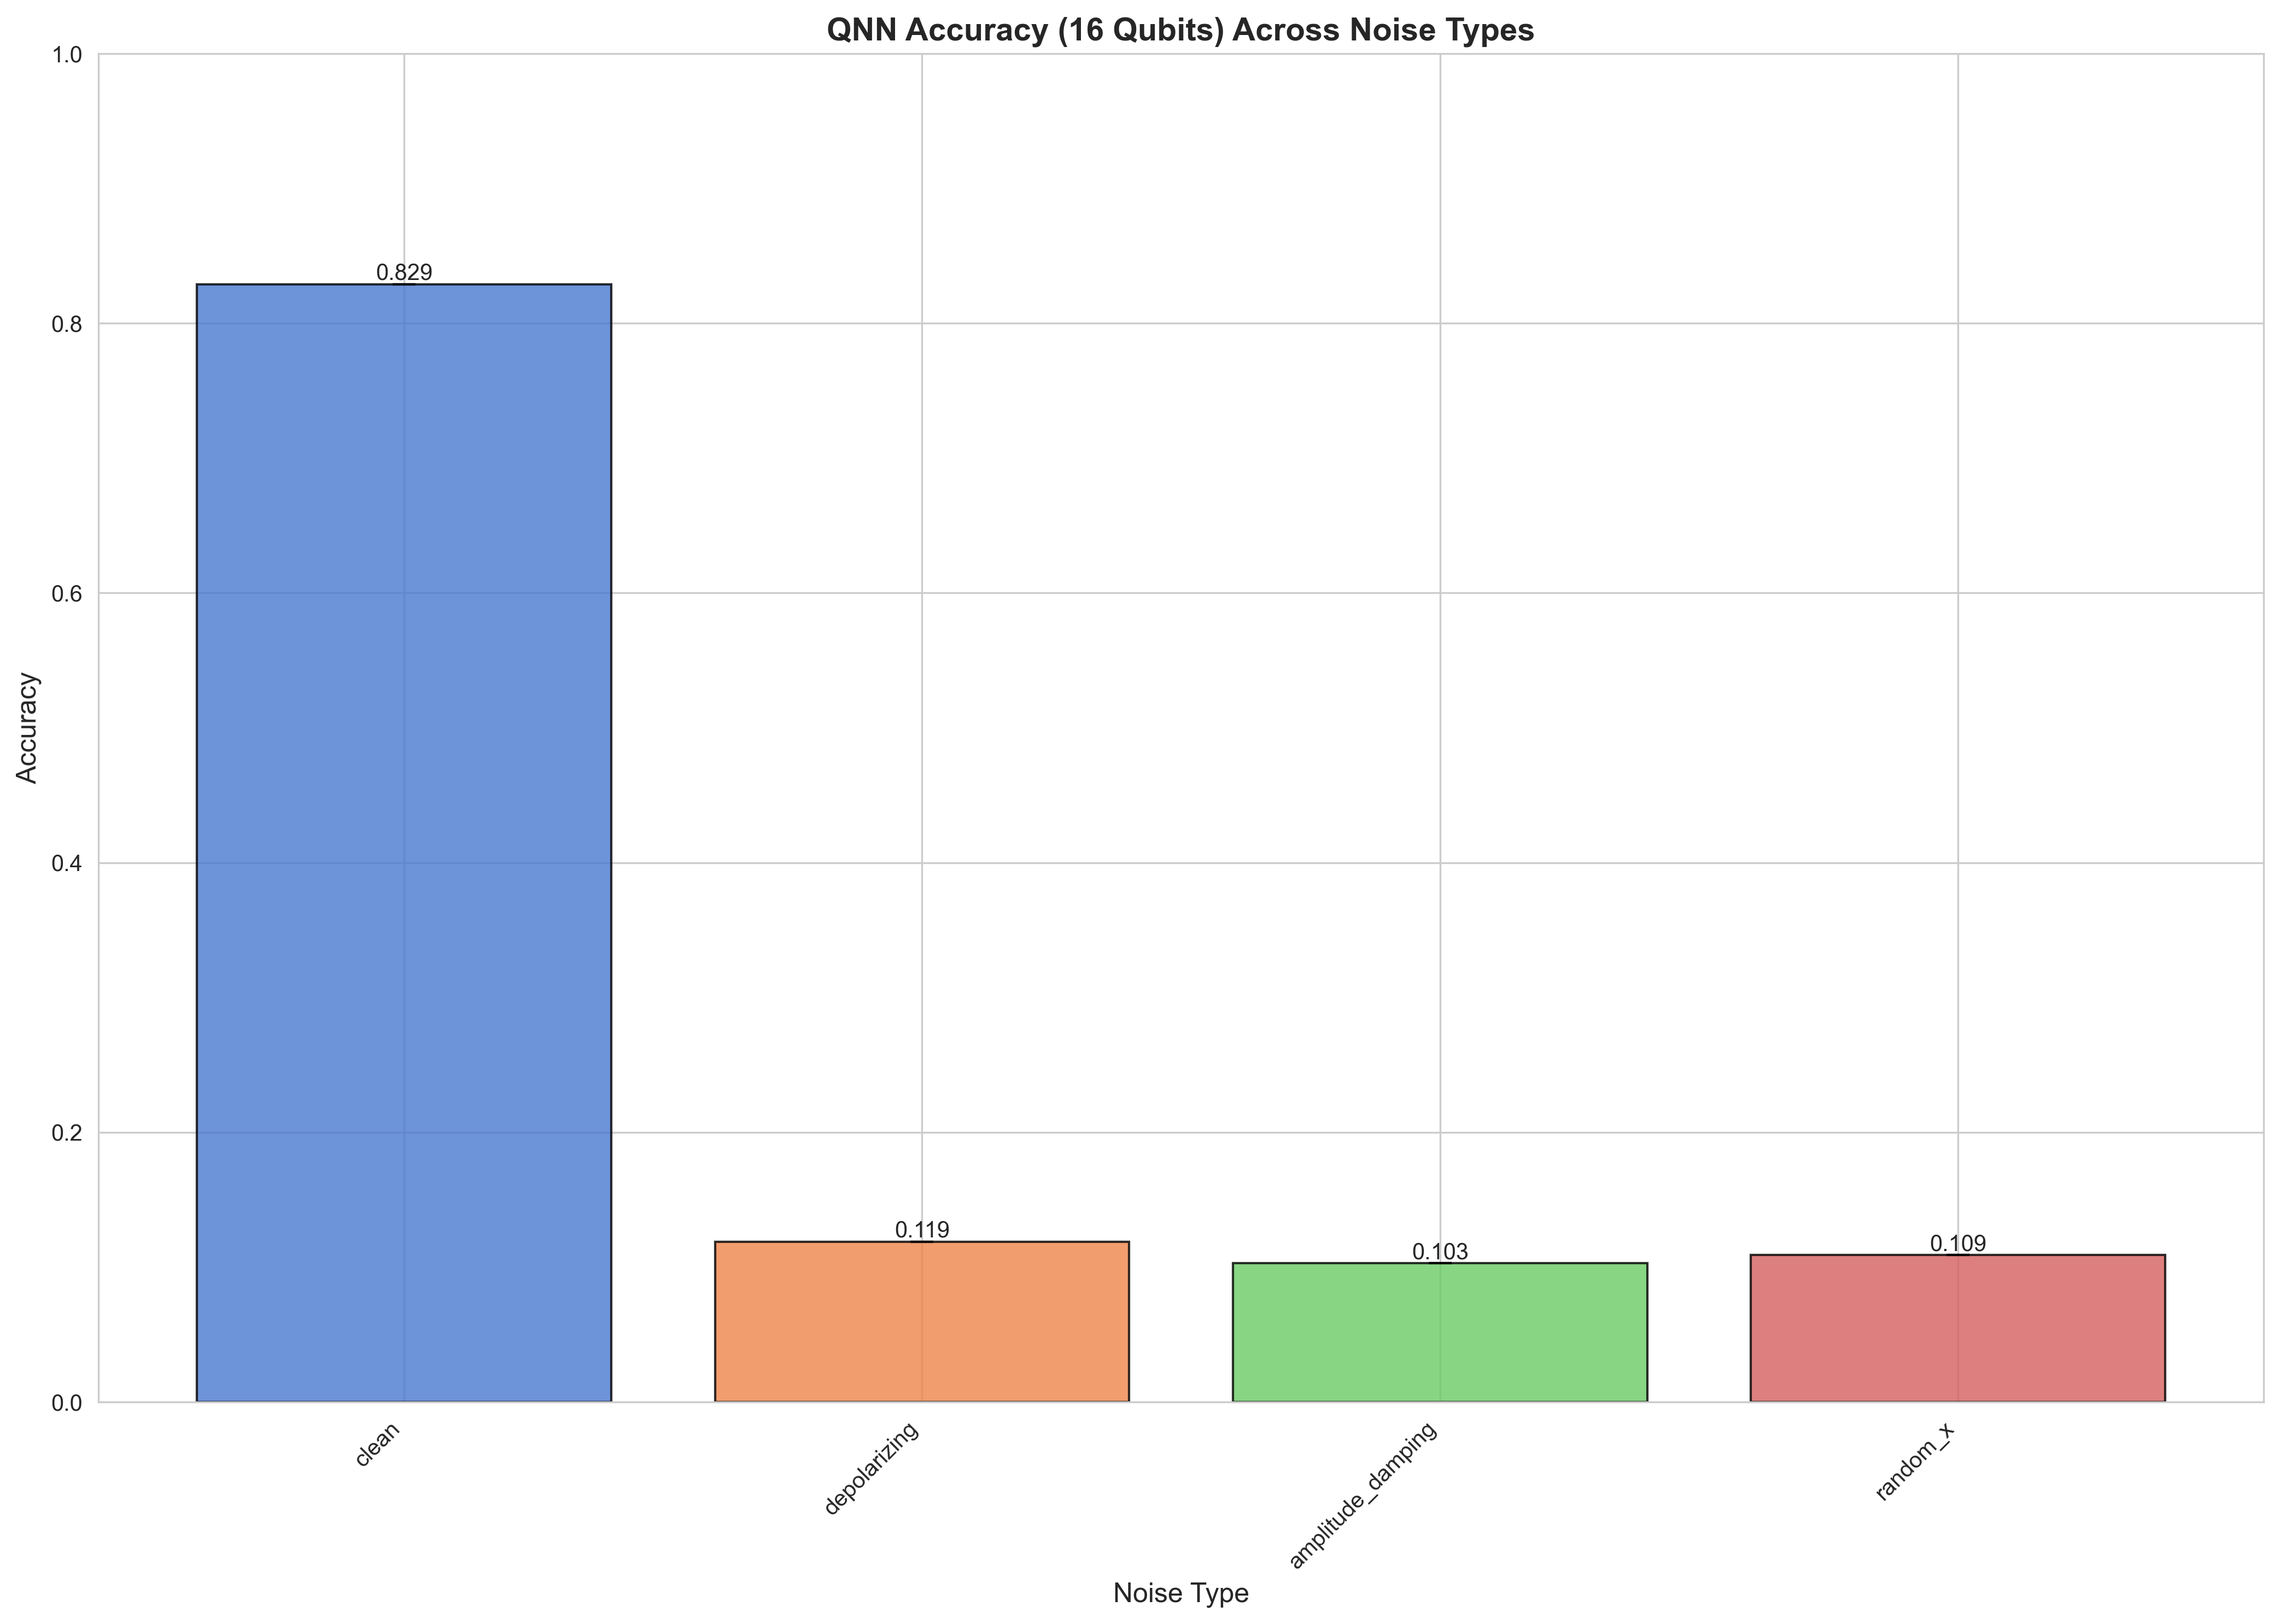 QNN Accuracy (16 Qubits) Across Noise Types
1.0
0.8
0.6
0.4
0.2
0.0
Accuracy
0.829
0.119
0.103
0.109
clean
depolarizing
amplitude_damping
random_x
Noise Type